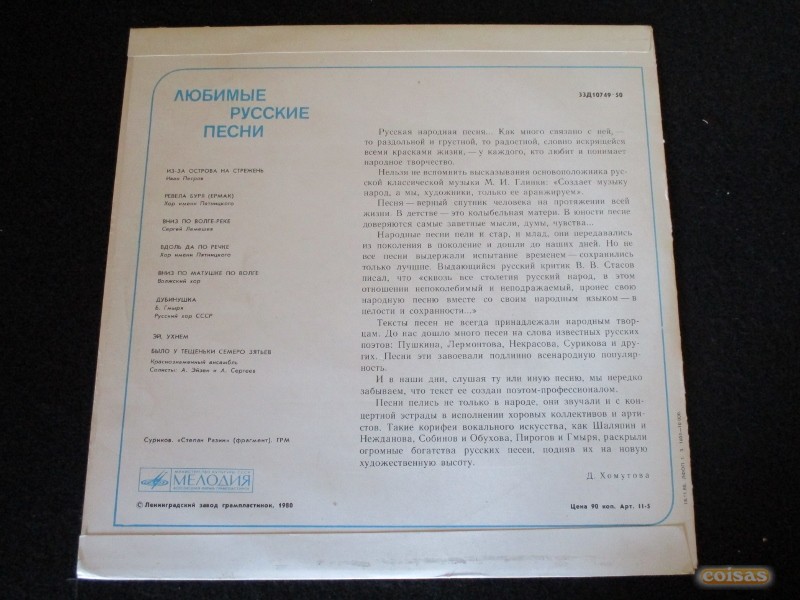 ЛЮБИМЫЕ
РУССКИЕ
ПЕСНИ
ИЗ-ЗА ОСТРОВА НА СТРЕЖЕНЬ
Иван Петров
РЕВЕЛА БУРЯ (ЕРМАК)
Хор имени Пятницкого
ВНИЗ ПО ВОЛГЕ-РЕКЕ
Сергей Лемешев
ВДОЛЬ ДА ПО РЕЧКЕ
Хор имени Пятницкого
ВНИЗ ПО МАТУШКЕ ПО ВОЛГЕ
Волжский хор
ДУБИНУШКА
Б. Гмыря
Русский хор СССР
ЭЙ, УХНЕМ
БЫЛО У ТЕЩЕНЬКИ СЕМЕРО ЗЯТЬЕВ
Краснознаменный ансамбль
Солисты: А. Эйзен и А. Сергеев
Суриков. «Степан Разин» (фрагмент). ГРМ
МЕЛОДИЯ
© Ленинградский завод грампластинок, 1980
33Д10749-50
Русская народная песня... Как много связано с ней, —
то раздольной и грустной, то радостной, словно искрящейся
всеми красками жизни, — у каждого, кто любит и понимает
народное творчество.
Нельзя не вспомнить высказывания основоположника рус-
ской классической музыки М. И. Глинки: «Создает музыку
народ, а мы, художники, только ее аранжируем».
Песня — верный спутник человека на протяжении всей
жизни. В детстве — это колыбельная матери. В юности песне
доверяются самые заветные мысли, думы, чувства...
Народные песни пели и стар, и млад, они передавались
из поколения в поколение и дошли до наших дней. Но не
все песни выдержали испытание временем — сохранились
только лучшие. Выдающийся русский критик В. В. Стасов
писал, что «сквозь все столетия русский народ, в этом
отношении непоколебимый и неподражаемый, пронес свою
народную песню вместе со своим народным языком — в
целости и сохранности...»
Тексты песен не всегда принадлежали народным твор-
цам. До нас дошло много песен на слова известных русских
поэтов: Пушкина, Лермонтова, Некрасова, Сурикова и дру-
гих. Песни эти завоевали подлинно всенародную популяр-
ность.
И в наши дни, слушая ту или иную песню, мы нередко
забываем, что текст ее создан поэтом-профессионалом.
Песни пелись не только в народе, они звучали и с кон-
цертной эстрады в исполнении хоровых коллективов и арти-
стов. Такие корифеи вокального искусства, как Шаляпин и
Нежданова, Собинов и Обухова, Пирогов и Гмыря, раскрыли
огромные богатства русских песен, подняв их на новую
художественную высоту.
Д. Хомутова
Цена 90 коп. Арт. 11-5
coisas